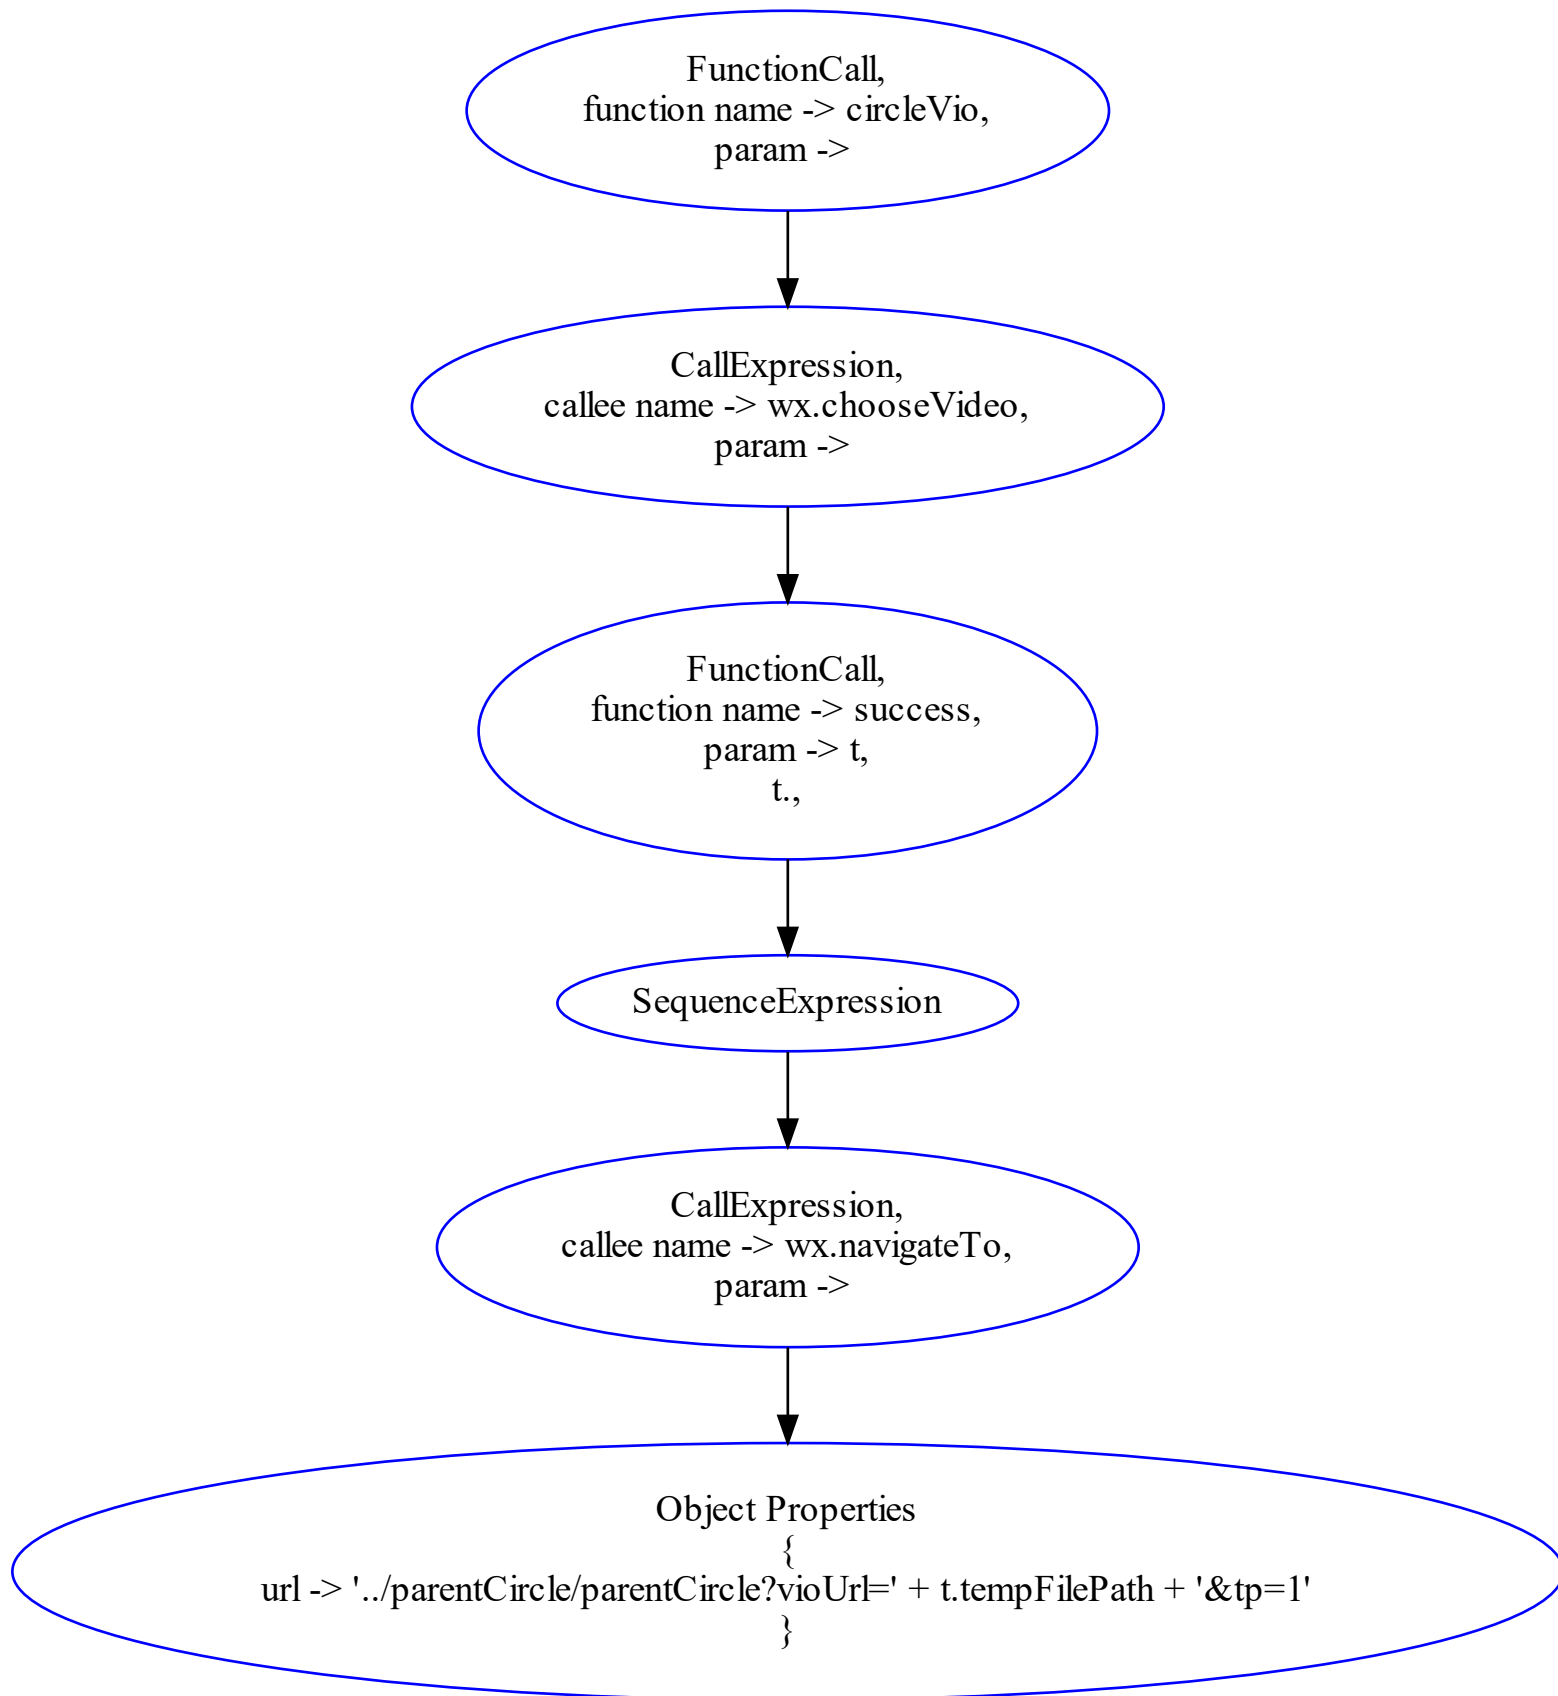 FunctionCall,
function name -> circleVio,
param ->
CallExpression,
callee name -> wx.chooseVideo,
param ->
FunctionCall,
function name -> success,
param -> t,
t.,
SequenceExpression
CallExpression,
callee name -> wx.navigateTo,
param ->
Object Properties
{
url -> '../parentCircle/parentCircle?vioUrl=' + t.tempFilePath + '&tp=1'
}